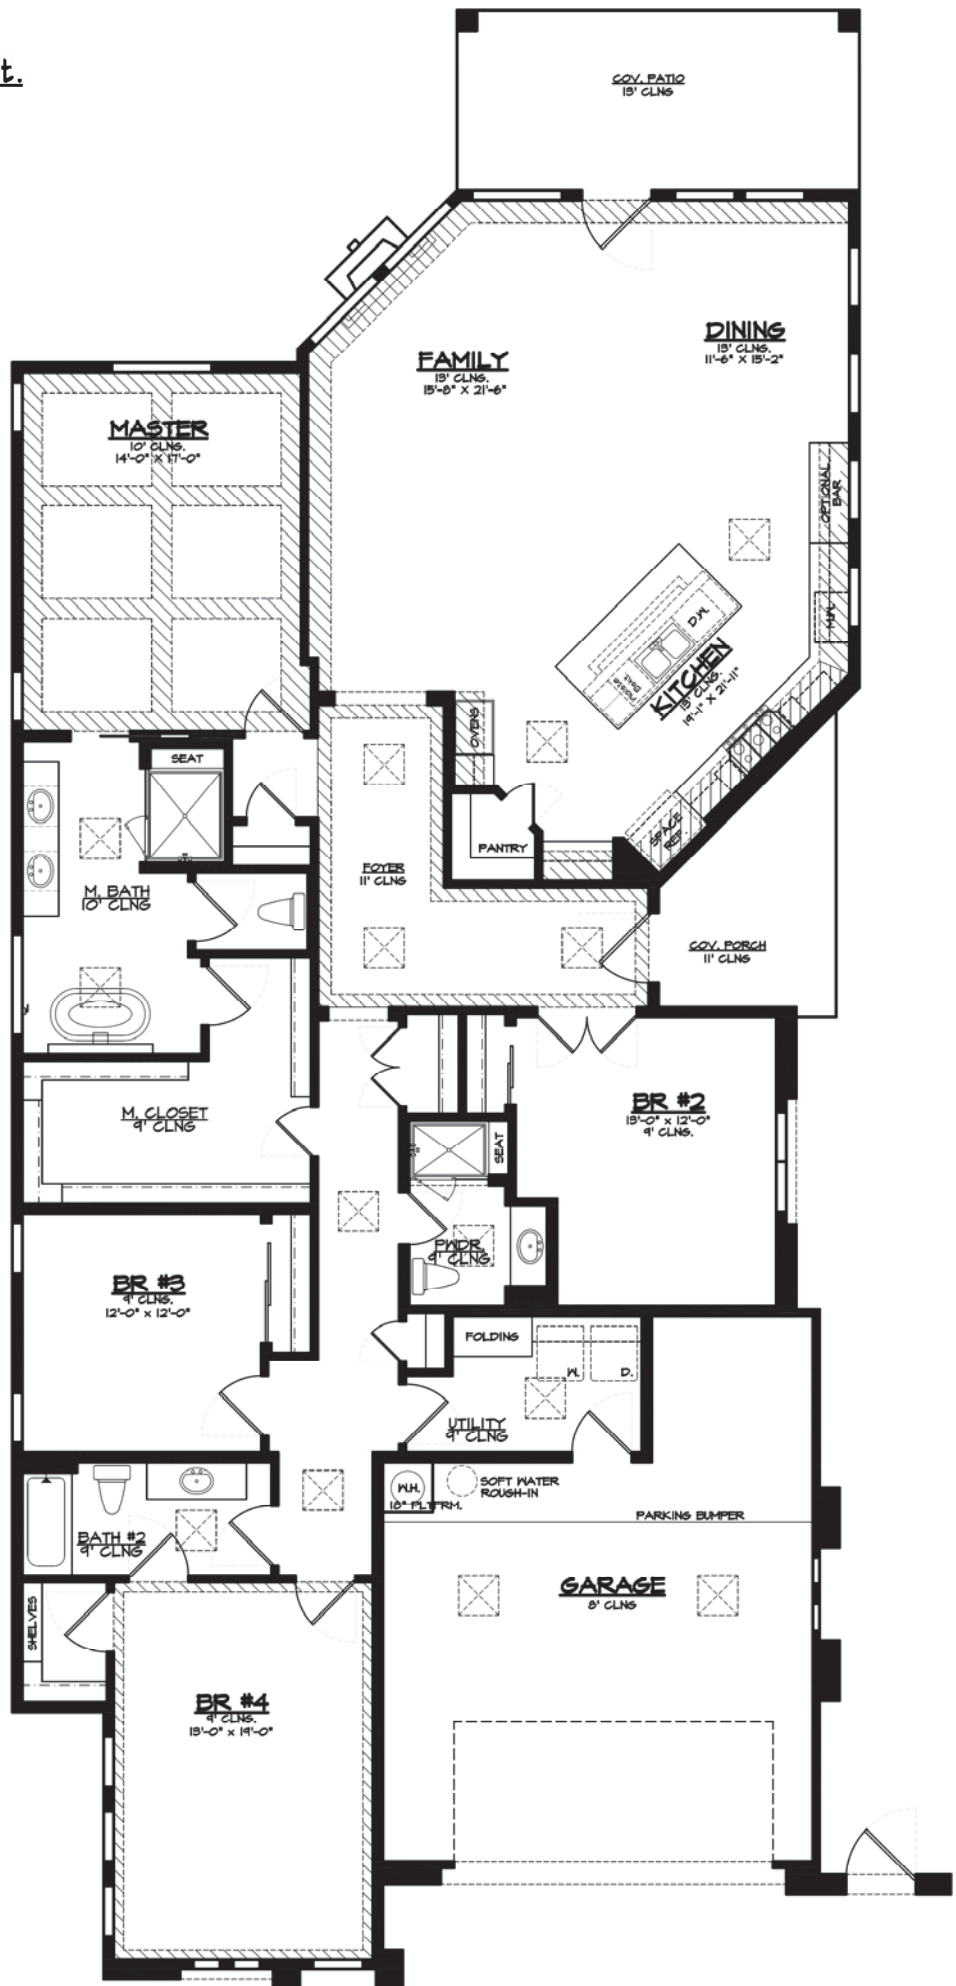 t.
COV. PATIO
13' CLNG
DINING
13' CLNG.
11'-6" X 15'-2"
FAMILY
13' CLNG.
15'-8" X 21'-6"
MASTER
10' CLNG.
14'-0" X 17'-0"
OPTIONAL
BAR
M.W.
D.W.
KITCHEN
13' CLNG.
19'-1" X 21'-11"
OVENS
SEAT
SPACE
REF.
PANTRY
FOYER
11' CLNG
M. BATH
10' CLNG
COV. PORCH
11' CLNG
M. CLOSET
9' CLNG
BR #2
13'-0" X 12'-0"
9' CLNG.
SEAT
PWDR.
9' CLNG
BR #3
9' CLNG.
12'-0" x 12'-0"
FOLDING
W.
D.
UTILITY
9' CLNG
W.H.
18" PLTFRM.
SOFT WATER
ROUGH-IN
PARKING BUMPER
BATH #2
9' CLNG
GARAGE
8' CLNG
SHELVES
BR #4
9' CLNG.
13'-0" x 19'-0"